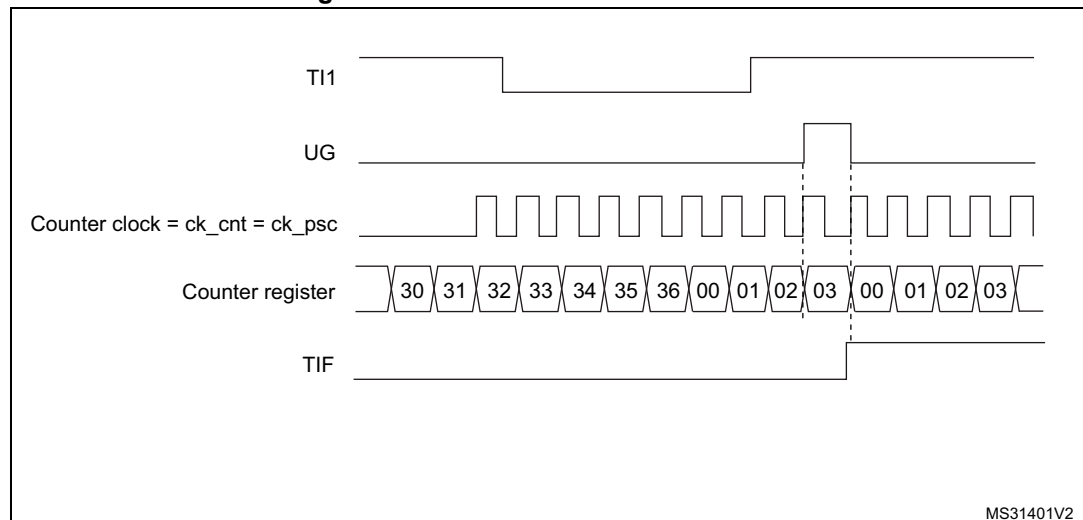 TI1
UG
Counter clock = ck_cnt = ck_psc
Counter register 30 31 32 33 34 35 36 00 01 02 03 00 01 02 03
TIF
MS31401V2